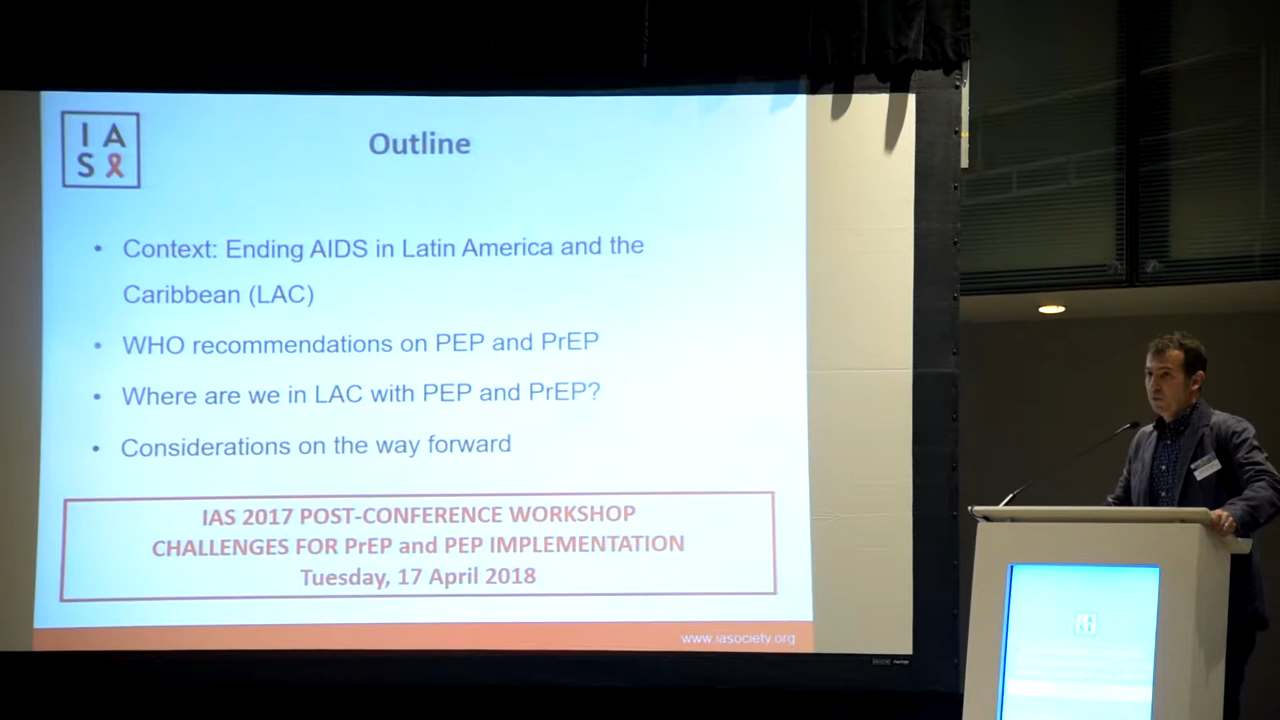 IA
S
Outline
• Context: Ending AIDS in Latin America and the
Caribbean (LAC)
• WHO recommendations on PEP and PrEP
• Where are we in LAC with PEP and PrEP?
• Considerations on the way forward
IAS 2017 POST-CONFERENCE WORKSHOP
CHALLENGES FOR PrEP and PEP IMPLEMENTATION
Tuesday, 17 April 2018
www.iasociety.org